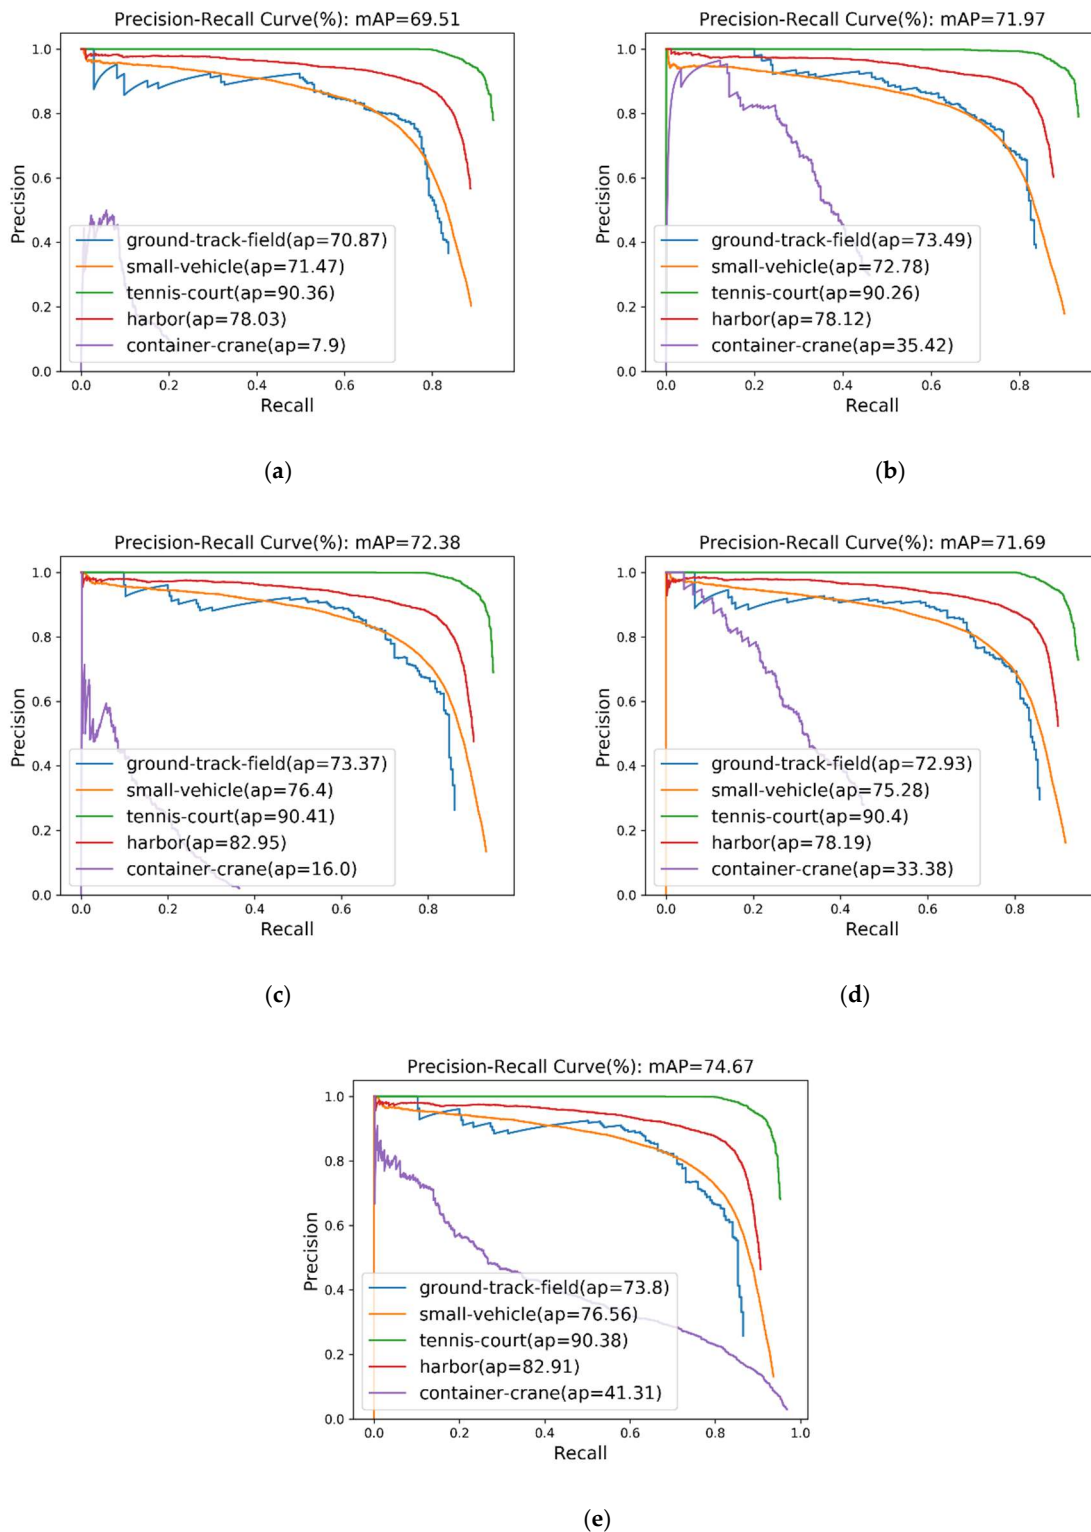 Precision-Recall Curve(%): mAP=69.51
1.0
0.8
0.6
0.4
0.2
0.0
Precision
ground-track-field(ap=70.87)
small-vehicle(ap=71.47)
tennis-court(ap=90.36)
harbor(ap=78.03)
container-crane(ap=7.9)
0.0 0.2 0.4 0.6 0.8
Recall
(a)
Precision-Recall Curve(%): mAP=71.97
1.0
0.8
0.6
0.4
0.2
0.0
Precision
ground-track-field(ap=73.49)
small-vehicle(ap=72.78)
tennis-court(ap=90.26)
harbor(ap=78.12)
container-crane(ap=35.42)
0.0 0.2 0.4 0.6 0.8
Recall
(b)
Precision-Recall Curve(%): mAP=72.38
1.0
0.8
0.6
0.4
0.2
0.0
Precision
ground-track-field(ap=73.37)
small-vehicle(ap=76.4)
tennis-court(ap=90.41)
harbor(ap=82.95)
container-crane(ap=16.0)
0.0 0.2 0.4 0.6 0.8
Recall
(c)
Precision-Recall Curve(%): mAP=71.69
1.0
0.8
0.6
0.4
0.2
0.0
Precision
ground-track-field(ap=72.93)
small-vehicle(ap=75.28)
tennis-court(ap=90.4)
harbor(ap=78.19)
container-crane(ap=33.38)
0.0 0.2 0.4 0.6 0.8
Recall
(d)
Precision-Recall Curve(%): mAP=74.67
1.0
0.8
0.6
0.4
0.2
0.0
Precision
ground-track-field(ap=73.8)
small-vehicle(ap=76.56)
tennis-court(ap=90.38)
harbor(ap=82.91)
container-crane(ap=41.31)
0.0 0.2 0.4 0.6 0.8 1.0
Recall
(e)